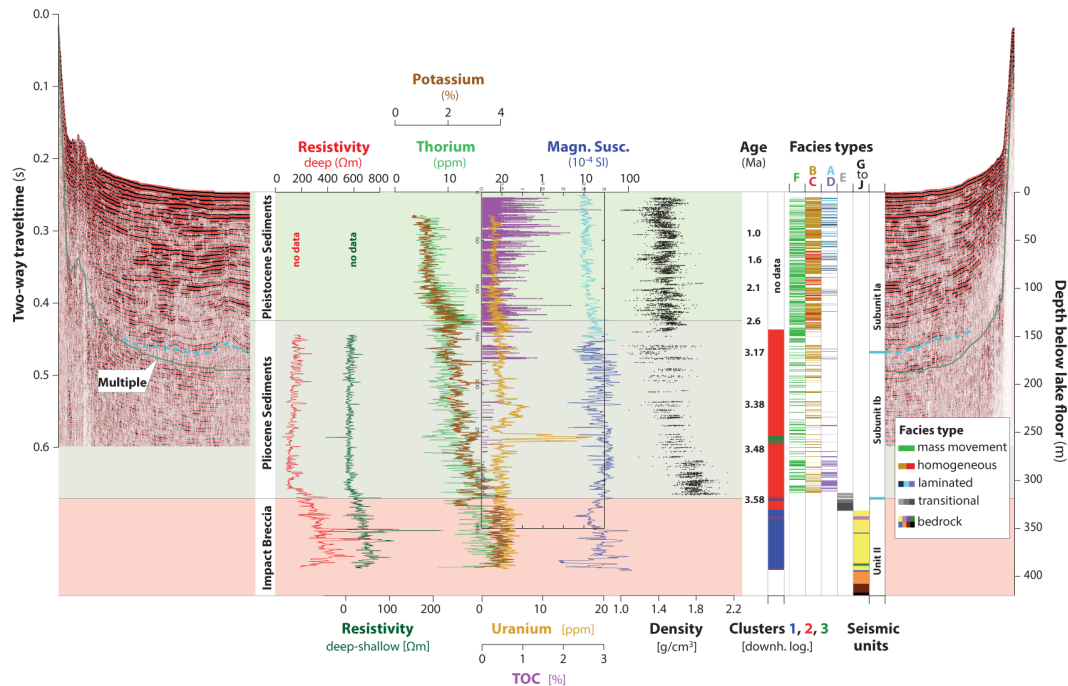 0.0
0.1
0.2
0.3
0.4
0.5
0.6
Two-way traveltime (s)
Multiple
Potassium
(%)
0 2 4
Resistivity
deep (Ωm)
0 200 400 600 800
Thorium
(ppm)
0 10 20
Magn. Susc.
(10⁻⁴ SI)
1 10 100
Age
(Ma)
Facies types
F
B
C
A
D
E
G
to
J
Pleistocene Sediments
Pliocene Sediments
Impact Breccia
no data
no data
no data
1.0
1.6
2.1
2.6
3.17
3.38
3.48
3.58
Subunit Ia
Subunit Ib
Unit II
0
50
100
150
200
250
300
350
400
Depth below lake floor (m)
Facies type
mass movement
homogeneous
laminated
transitional
bedrock
0 100 200
Resistivity
deep-shallow [Ωm]
0 10 20
Uranium [ppm]
0 1 2 3
TOC [%]
1.0 1.4 1.8 2.2
Density
[g/cm³]
Clusters 1, 2, 3
[downh. log.]
Seismic
units